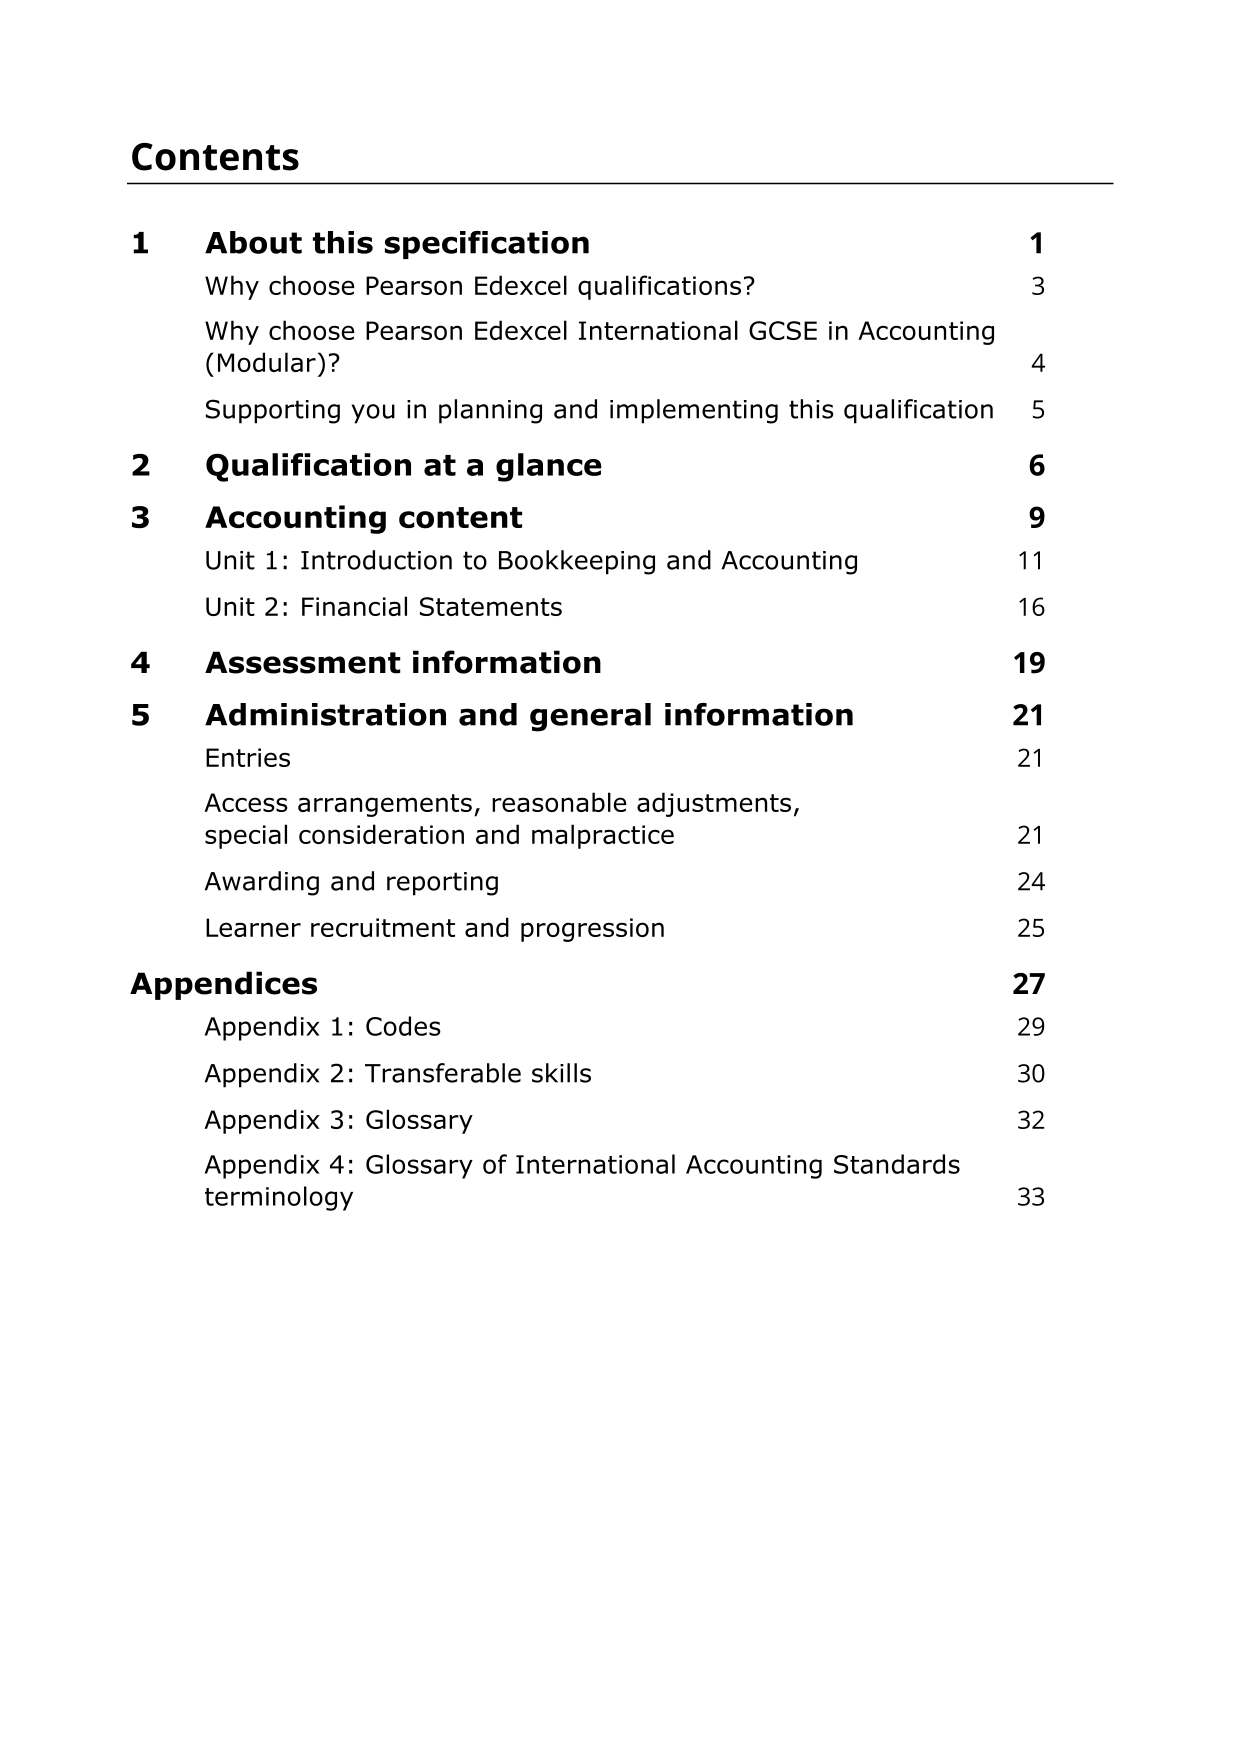 Contents
1 About this specification 1
Why choose Pearson Edexcel qualifications? 3
Why choose Pearson Edexcel International GCSE in Accounting
(Modular)? 4
Supporting you in planning and implementing this qualification 5
2 Qualification at a glance 6
3 Accounting content 9
Unit 1: Introduction to Bookkeeping and Accounting 11
Unit 2: Financial Statements 16
4 Assessment information 19
5 Administration and general information 21
Entries 21
Access arrangements, reasonable adjustments,
special consideration and malpractice 21
Awarding and reporting 24
Learner recruitment and progression 25
Appendices 27
Appendix 1: Codes 29
Appendix 2: Transferable skills 30
Appendix 3: Glossary 32
Appendix 4: Glossary of International Accounting Standards
terminology 33